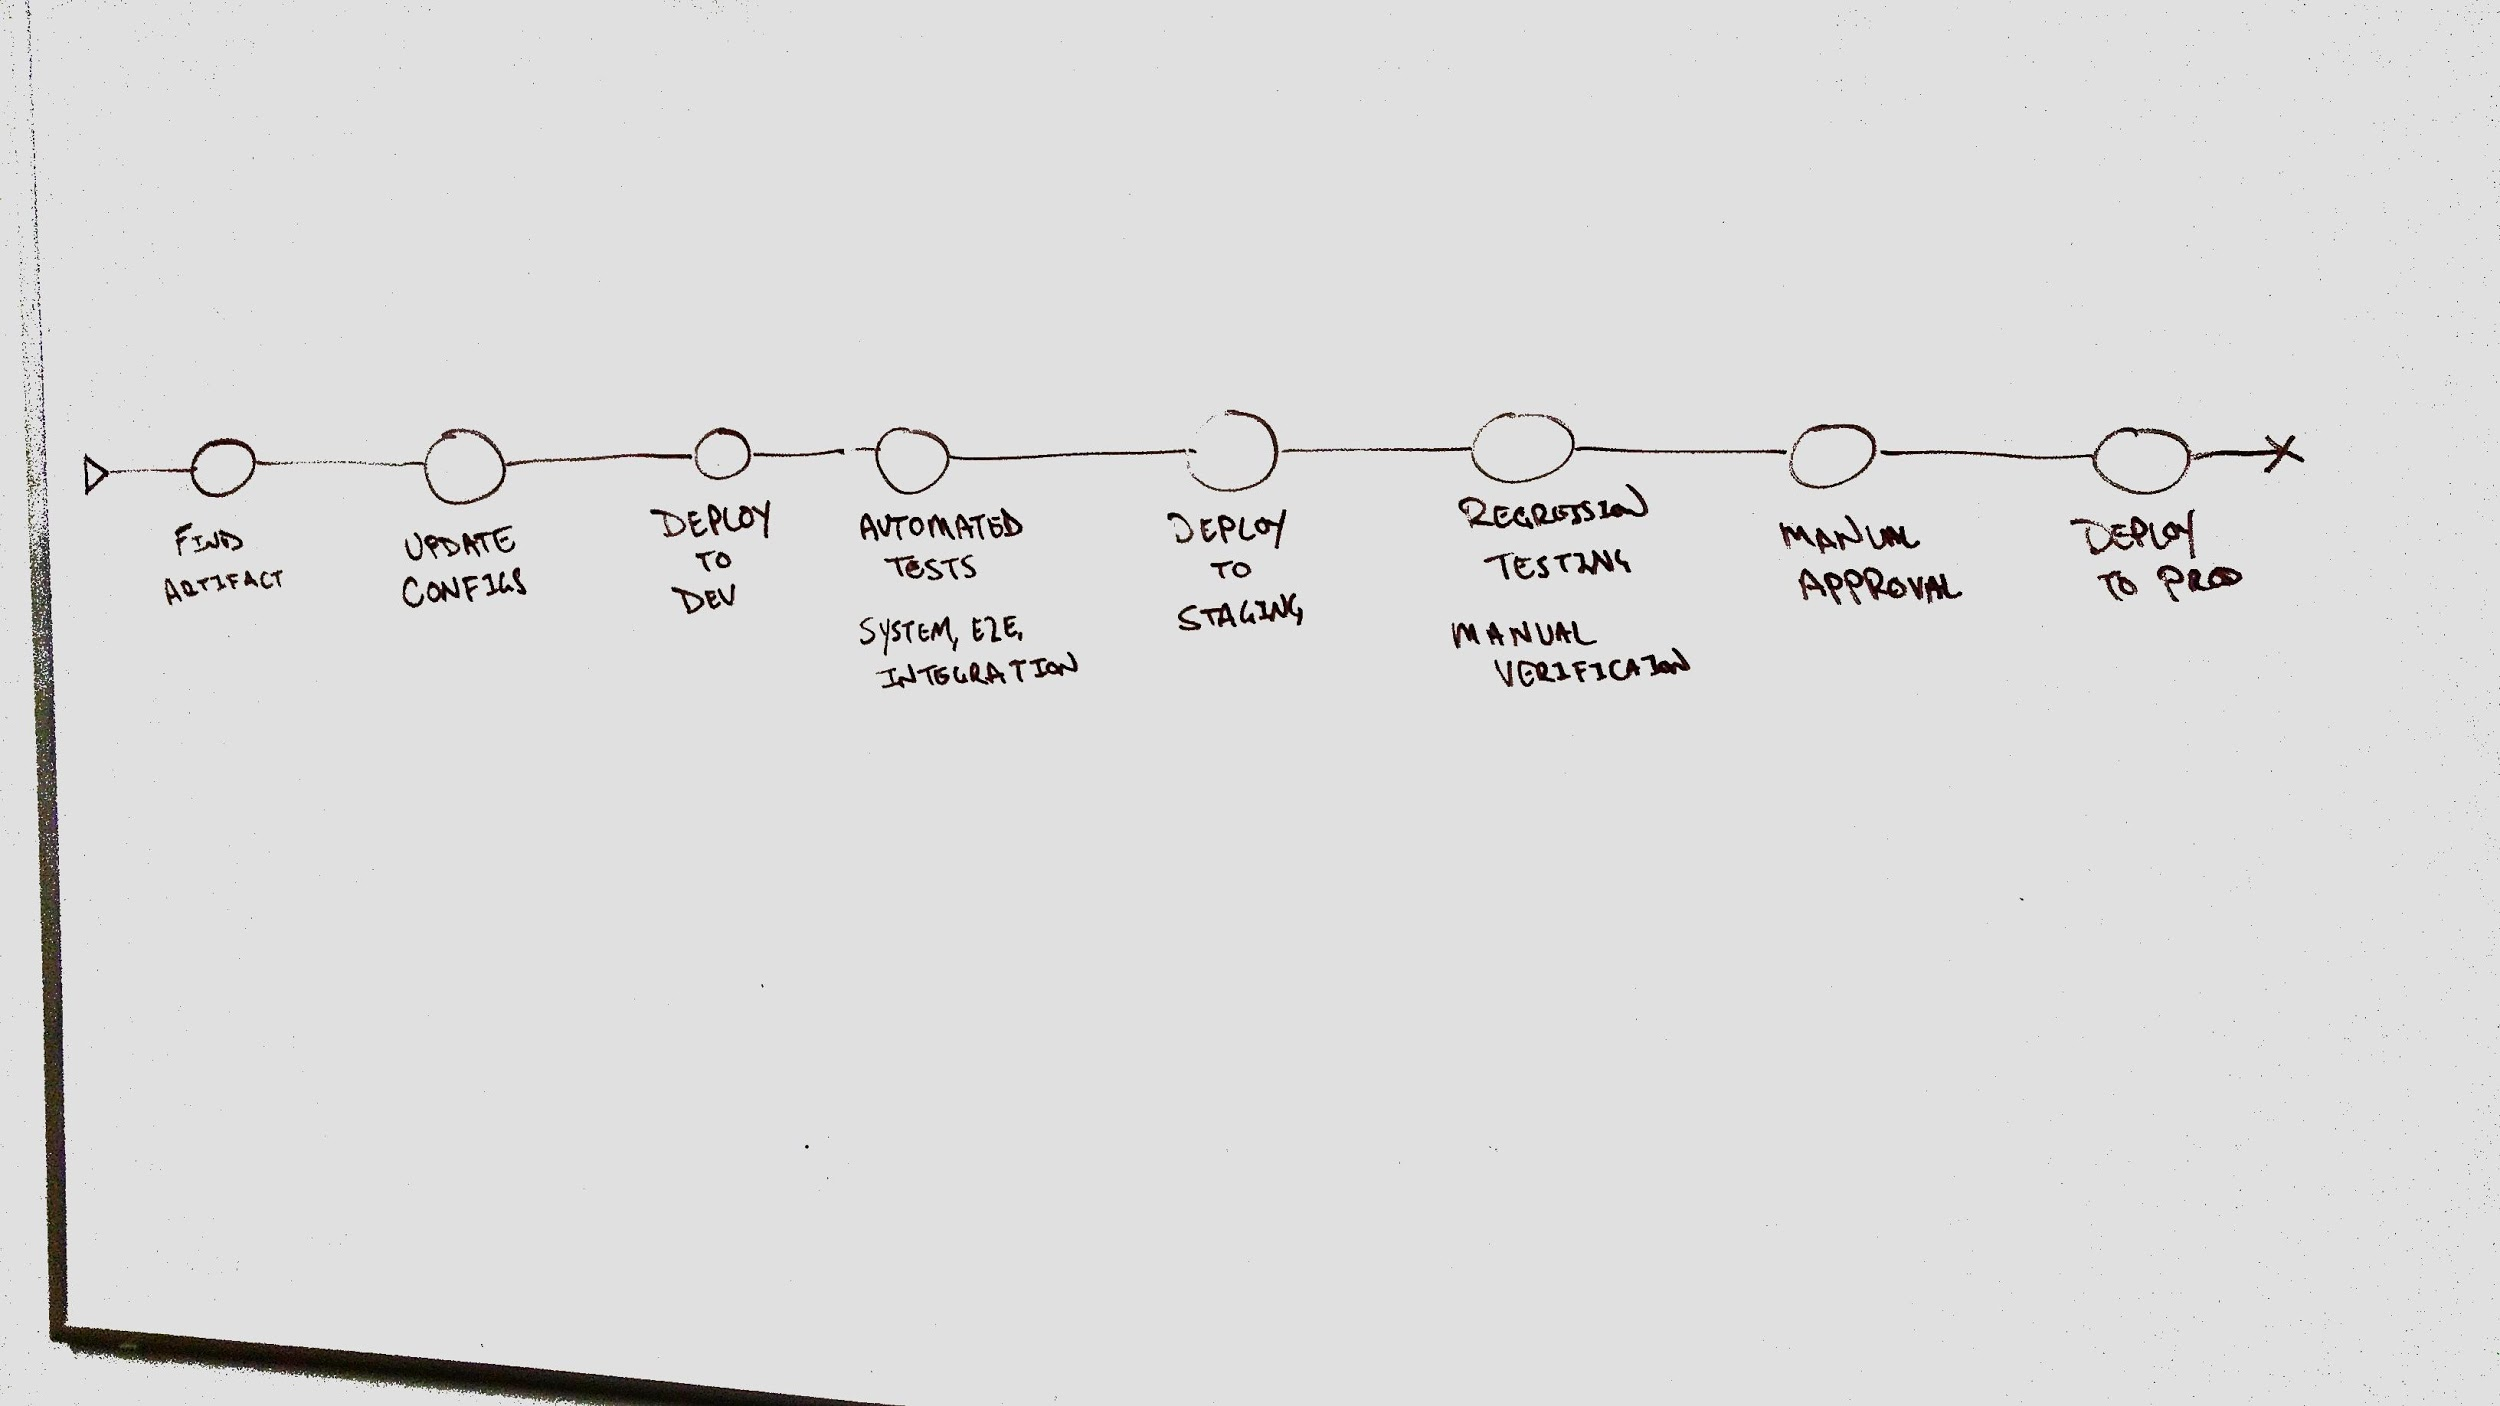 FIND
ARTIFACT
UPDATE
CONFIGS
DEPLOY
TO
DEV
AUTOMATED
TESTS
SYSTEM, E2E,
INTEGRATION
DEPLOY
TO
STAGING
REGRESSION
TESTING
MANUAL
VERIFICAION
MANUAL
APPROVAL
DEPLOY
TO PROD